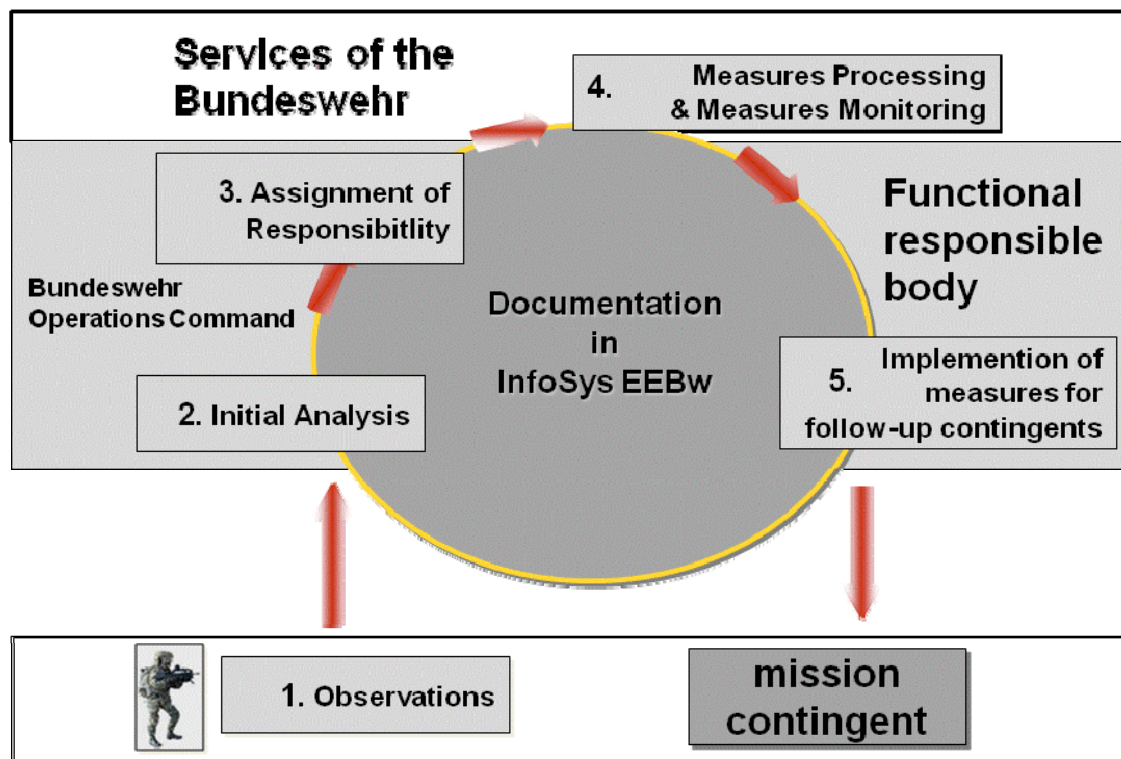 Services of the
Bundeswehr
4. Measures Processing
& Measures Monitoring
3. Assignment of
Responsibitlity
Functional
responsible
body
Bundeswehr
Operations Command
Documentation
in
InfoSys EEBw
2. Initial Analysis
5. Implemention of
measures for
follow-up contingents
1. Observations
mission
contingent